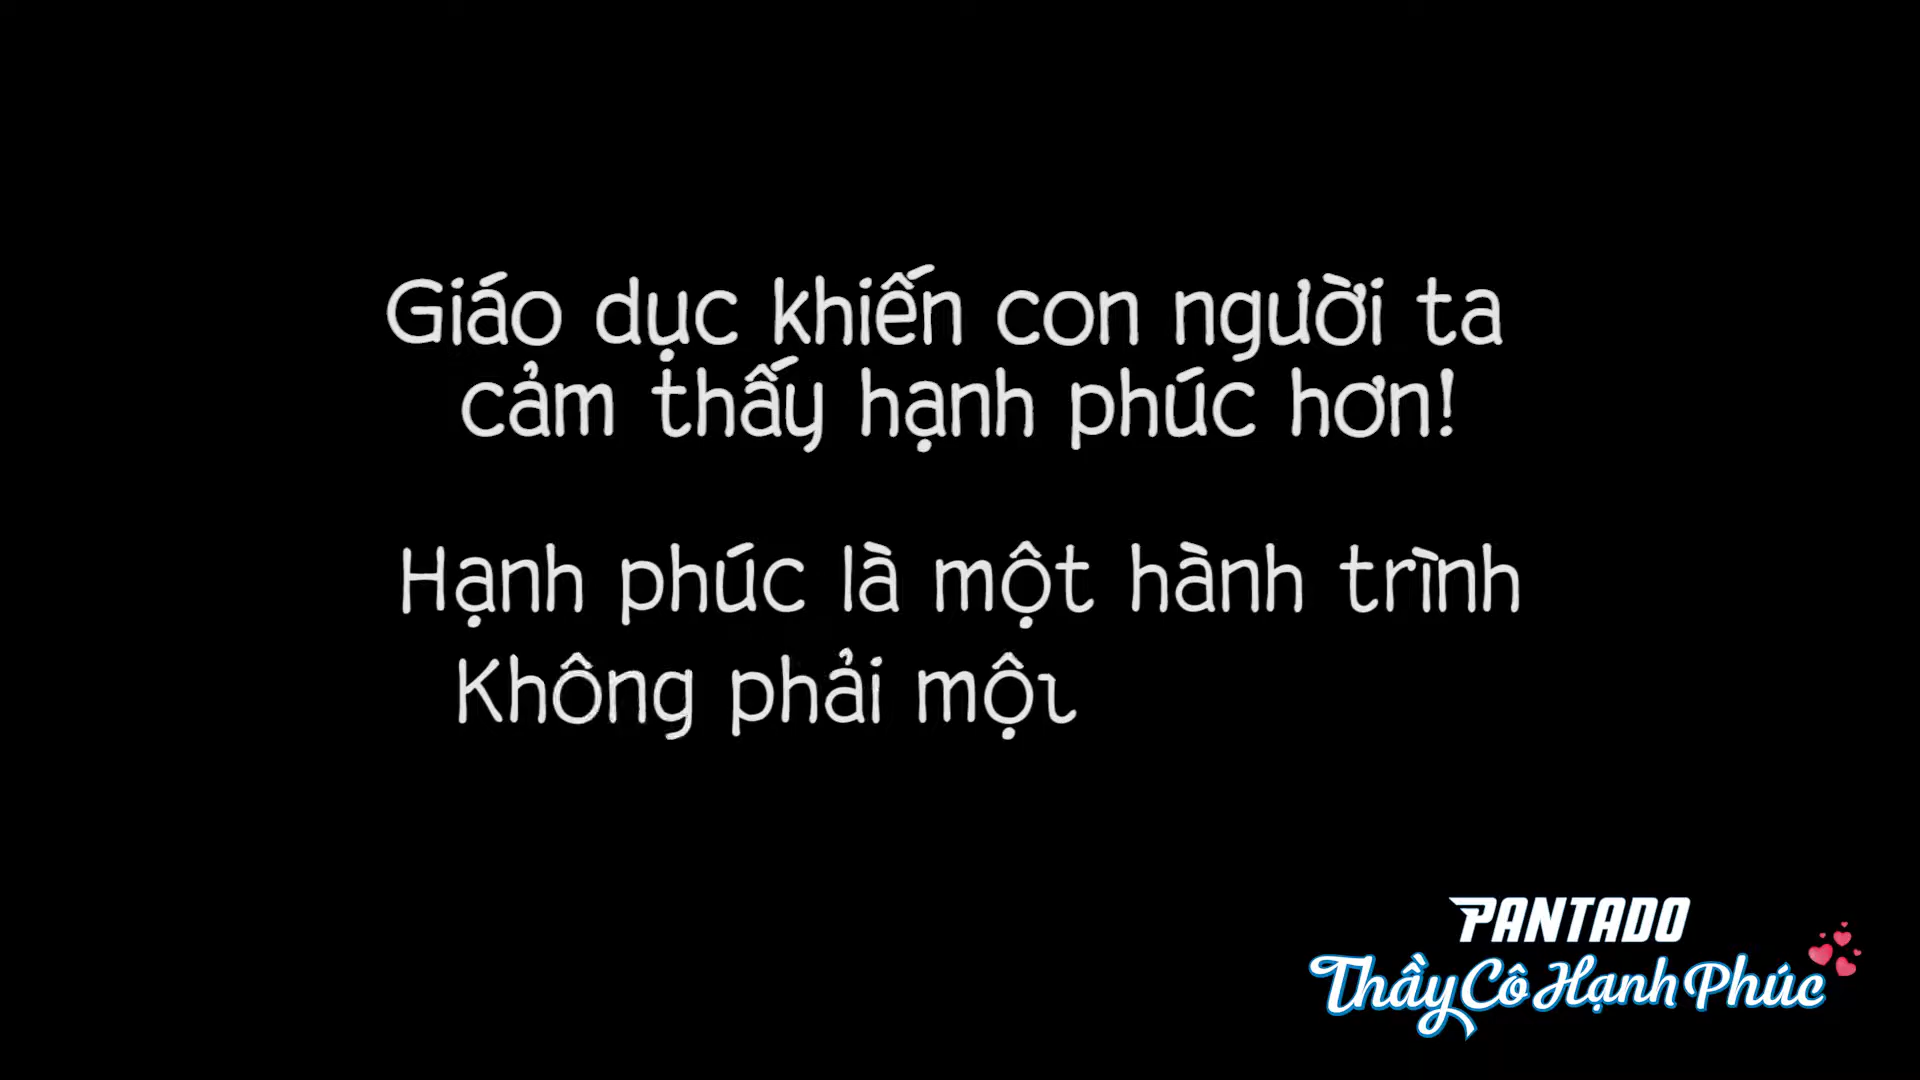 Giáo dục khiến con người ta
cảm thấy hạnh phúc hơn!
Hạnh phúc là một hành trình
Không phải
PANTADO
Thầy Cô Hạnh Phúc